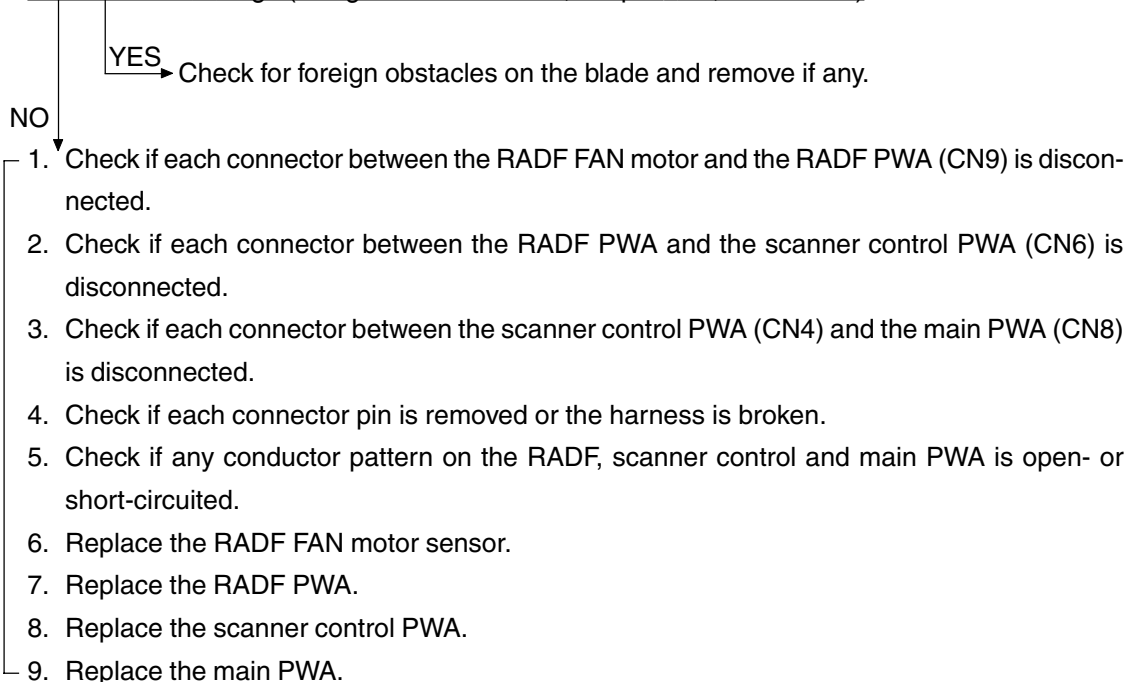 YES
Check for foreign obstacles on the blade and remove if any.
NO
1. Check if each connector between the RADF FAN motor and the RADF PWA (CN9) is discon-
nected.
2. Check if each connector between the RADF PWA and the scanner control PWA (CN6) is
disconnected.
3. Check if each connector between the scanner control PWA (CN4) and the main PWA (CN8)
is disconnected.
4. Check if each connector pin is removed or the harness is broken.
5. Check if any conductor pattern on the RADF, scanner control and main PWA is open- or
short-circuited.
6. Replace the RADF FAN motor sensor.
7. Replace the RADF PWA.
8. Replace the scanner control PWA.
9. Replace the main PWA.